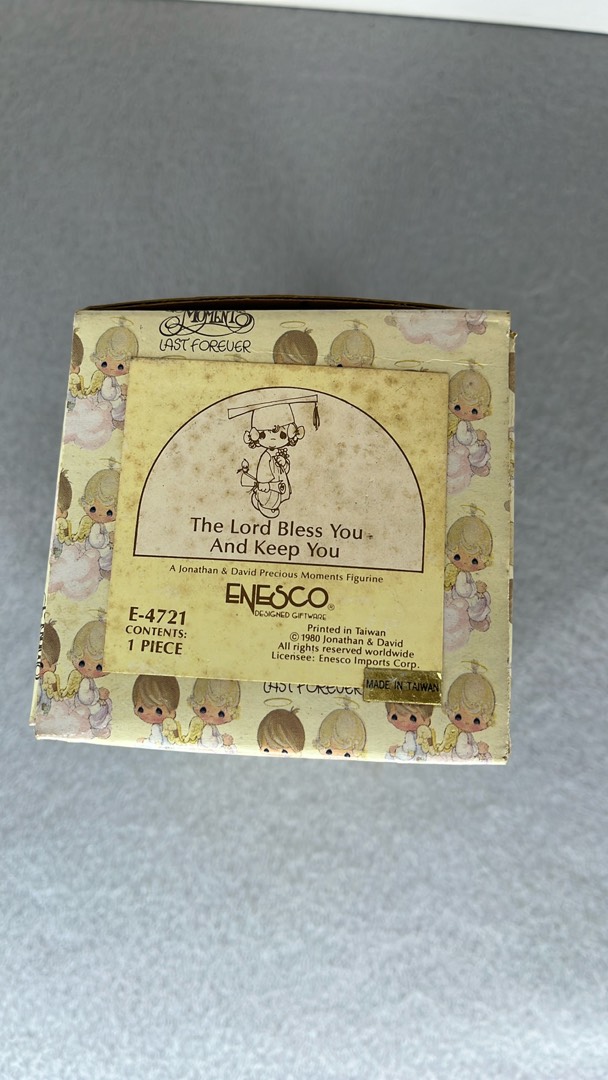 MOMENTS
LAST FOREVER
The Lord Bless You
And Keep You
A Jonathan & David Precious Moments Figurine
ENESCO®
DESIGNED GIFTWARE
E-4721
CONTENTS:
1 PIECE
Printed in Taiwan
© 1980 Jonathan & David
All rights reserved worldwide
Licensee: Enesco Imports Corp.
MADE IN TAIWAN
LAST FOREVER